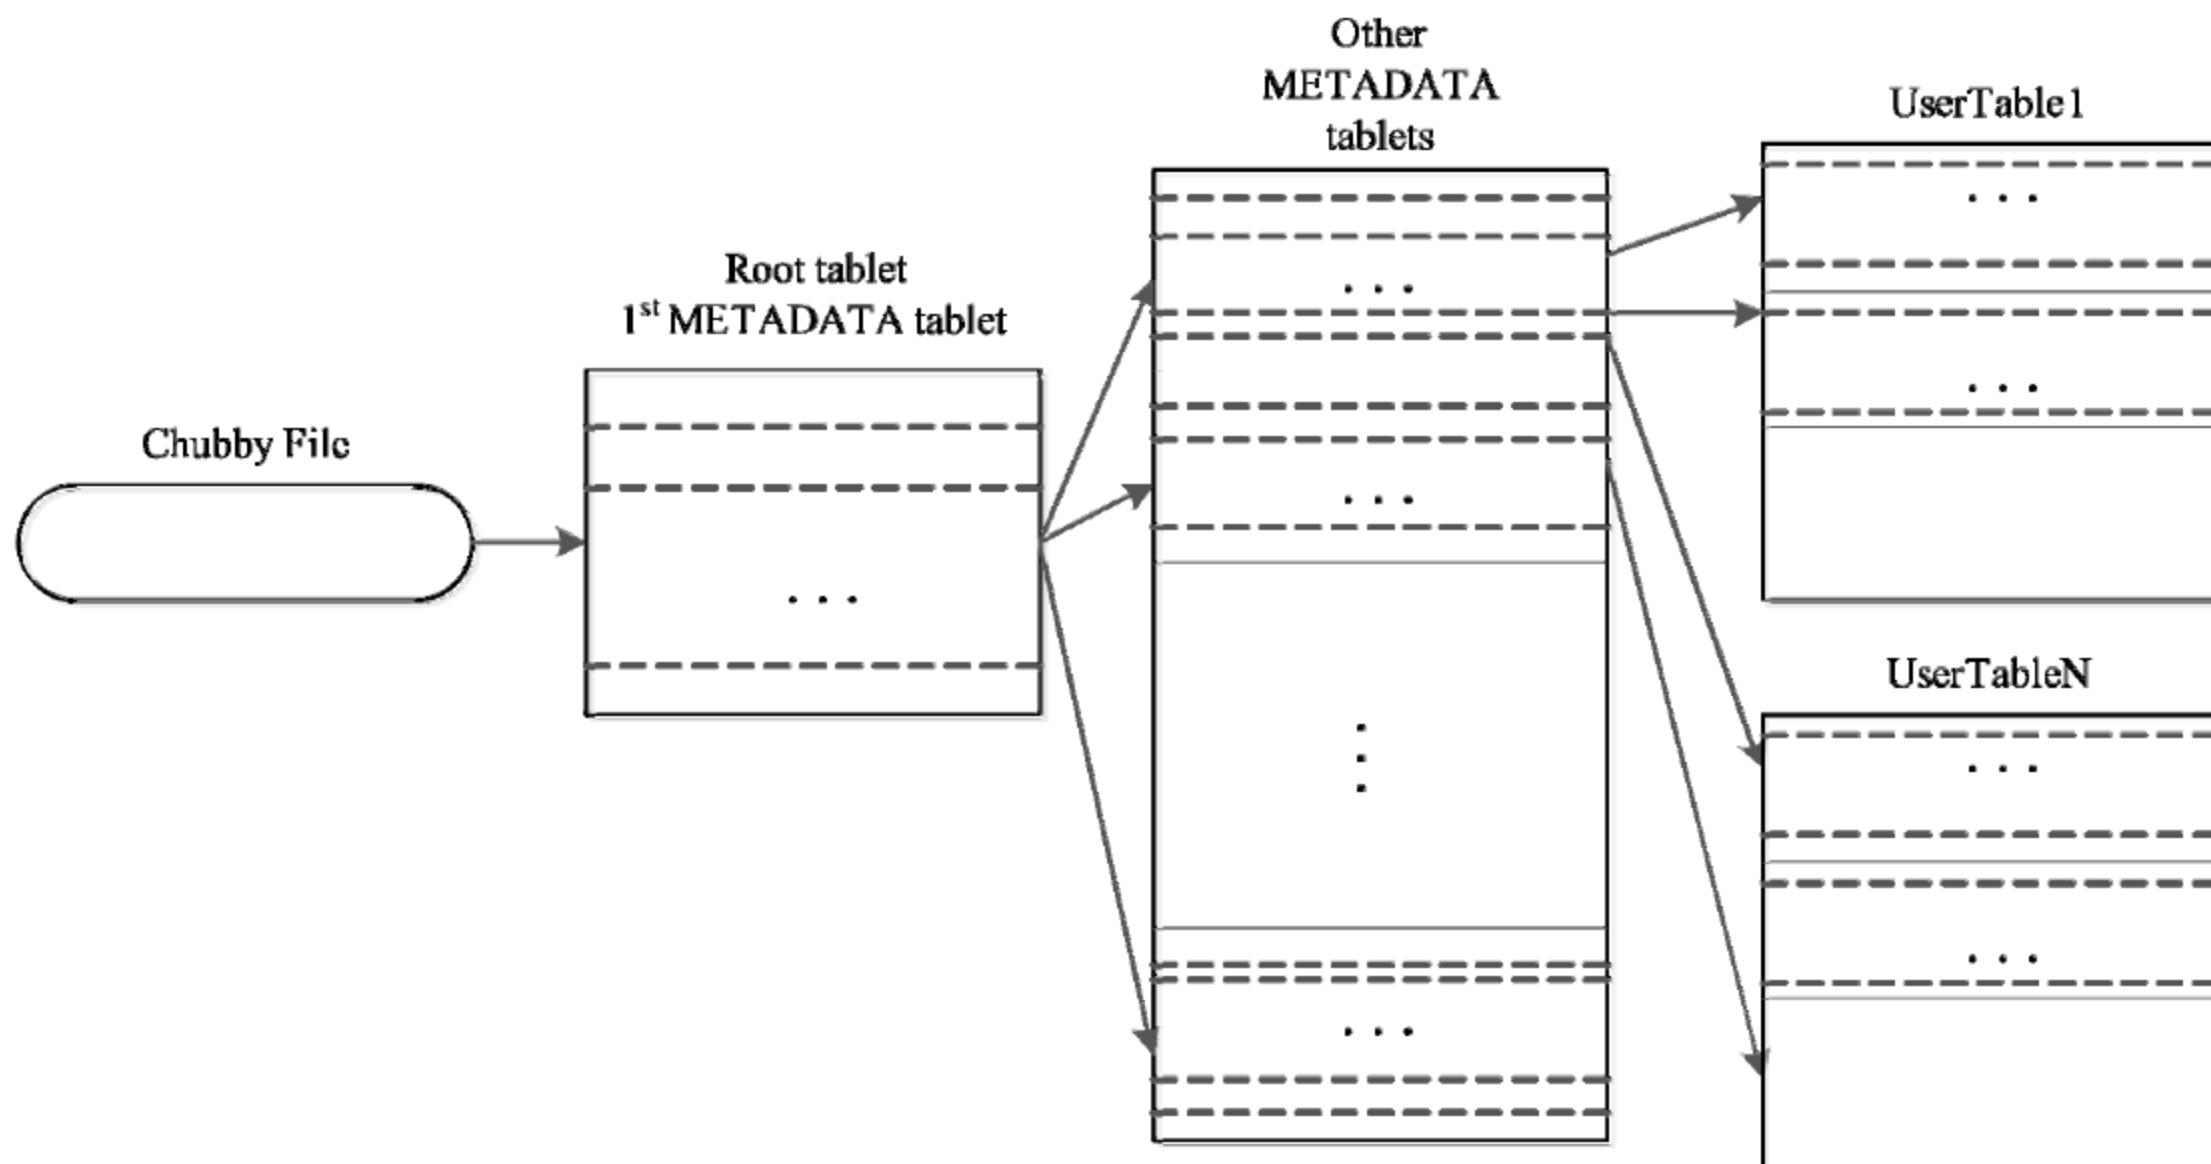 Other
METADATA
tablets
UserTable1
. . .
Root tablet
1st METADATA tablet
. . .
. . .
Chubby File
. . .
. . .
UserTableN
. . .
. . .
. . .